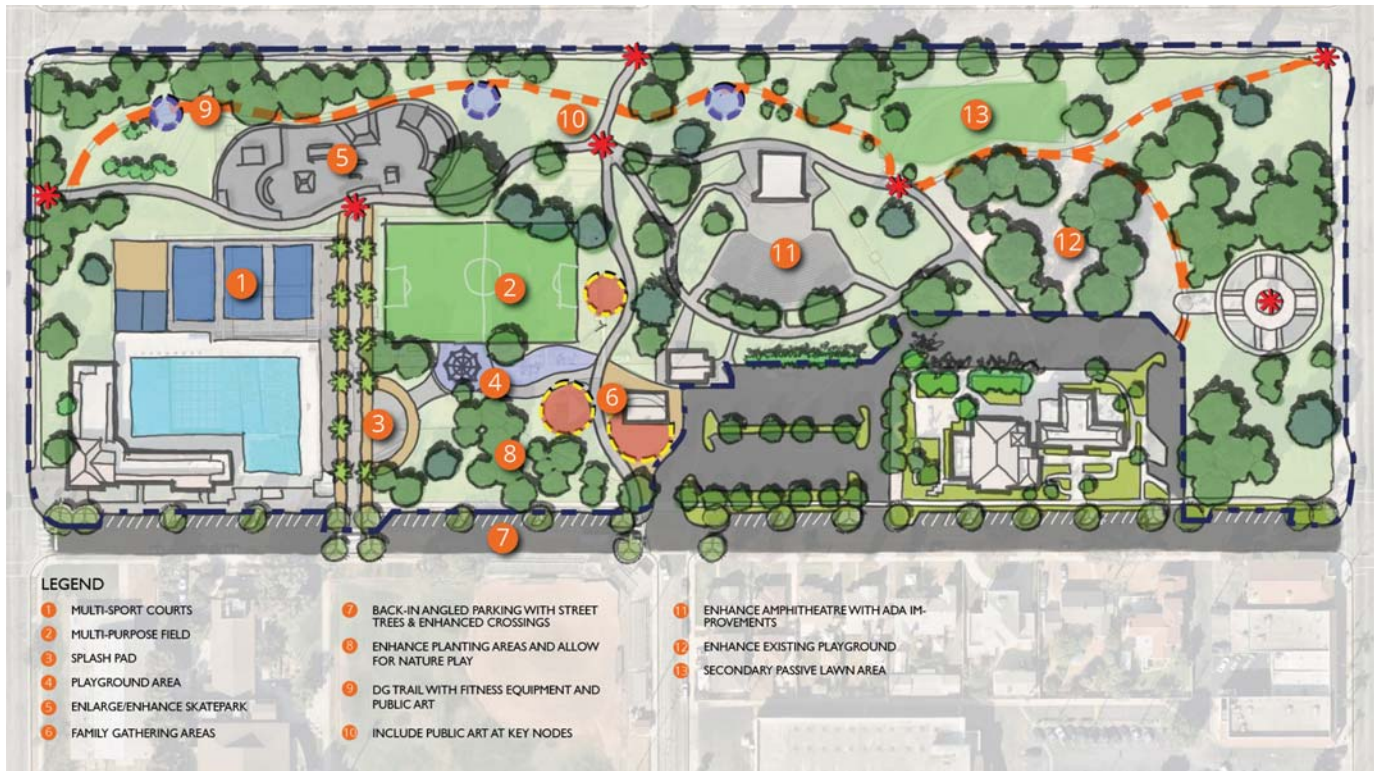 9
10
13
5
11
12
1
2
4
6
3
8
7
LEGEND
1 MULTI-SPORT COURTS
2 MULTI-PURPOSE FIELD
3 SPLASH PAD
4 PLAYGROUND AREA
5 ENLARGE/ENHANCE SKATEPARK
6 FAMILY GATHERING AREAS
7 BACK-IN ANGLED PARKING WITH STREET
TREES & ENHANCED CROSSINGS
8 ENHANCE PLANTING AREAS AND ALLOW
FOR NATURE PLAY
9 DG TRAIL WITH FITNESS EQUIPMENT AND
PUBLIC ART
10 INCLUDE PUBLIC ART AT KEY NODES
11 ENHANCE AMPHITHEATRE WITH ADA IM-
PROVEMENTS
12 ENHANCE EXISTING PLAYGROUND
13 SECONDARY PASSIVE LAWN AREA